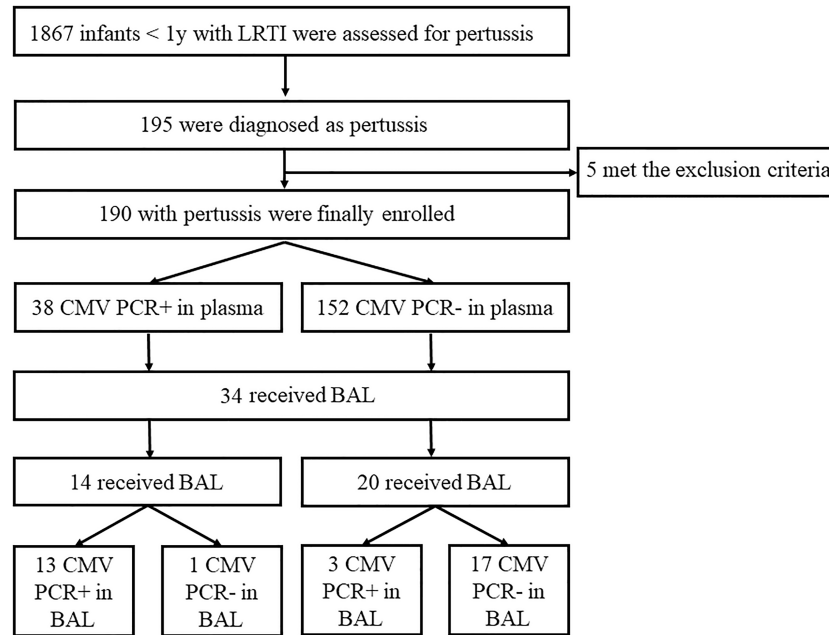 1867 infants < 1y with LRTI were assessed for pertussis
195 were diagnosed as pertussis
5 met the exclusion criteria
190 with pertussis were finally enrolled
38 CMV PCR+ in plasma
152 CMV PCR- in plasma
34 received BAL
14 received BAL
20 received BAL
13 CMV
PCR+ in
BAL
1 CMV
PCR- in
BAL
3 CMV
PCR+ in
BAL
17 CMV
PCR- in
BAL